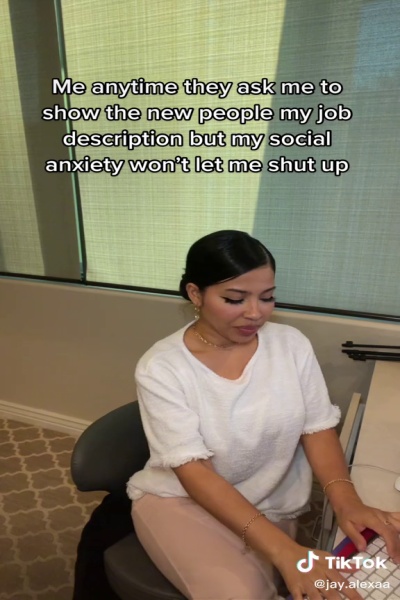 Me anytime they ask me to
show the new people my job
description but my social
anxiety won't let me shut up
TikTok
@jay.alexaa